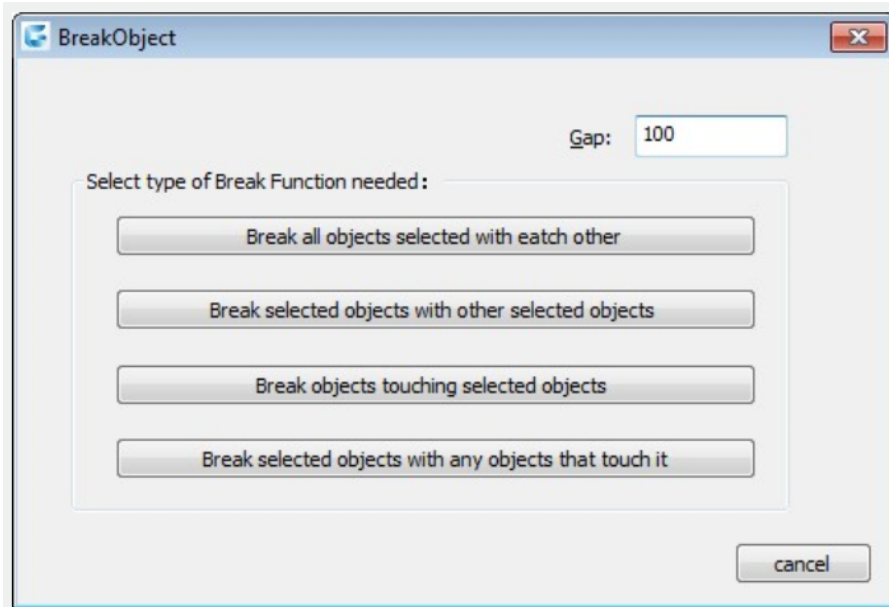 BreakObject
Gap: 100
Select type of Break Function needed:
Break all objects selected with eatch other
Break selected objects with other selected objects
Break objects touching selected objects
Break selected objects with any objects that touch it
cancel